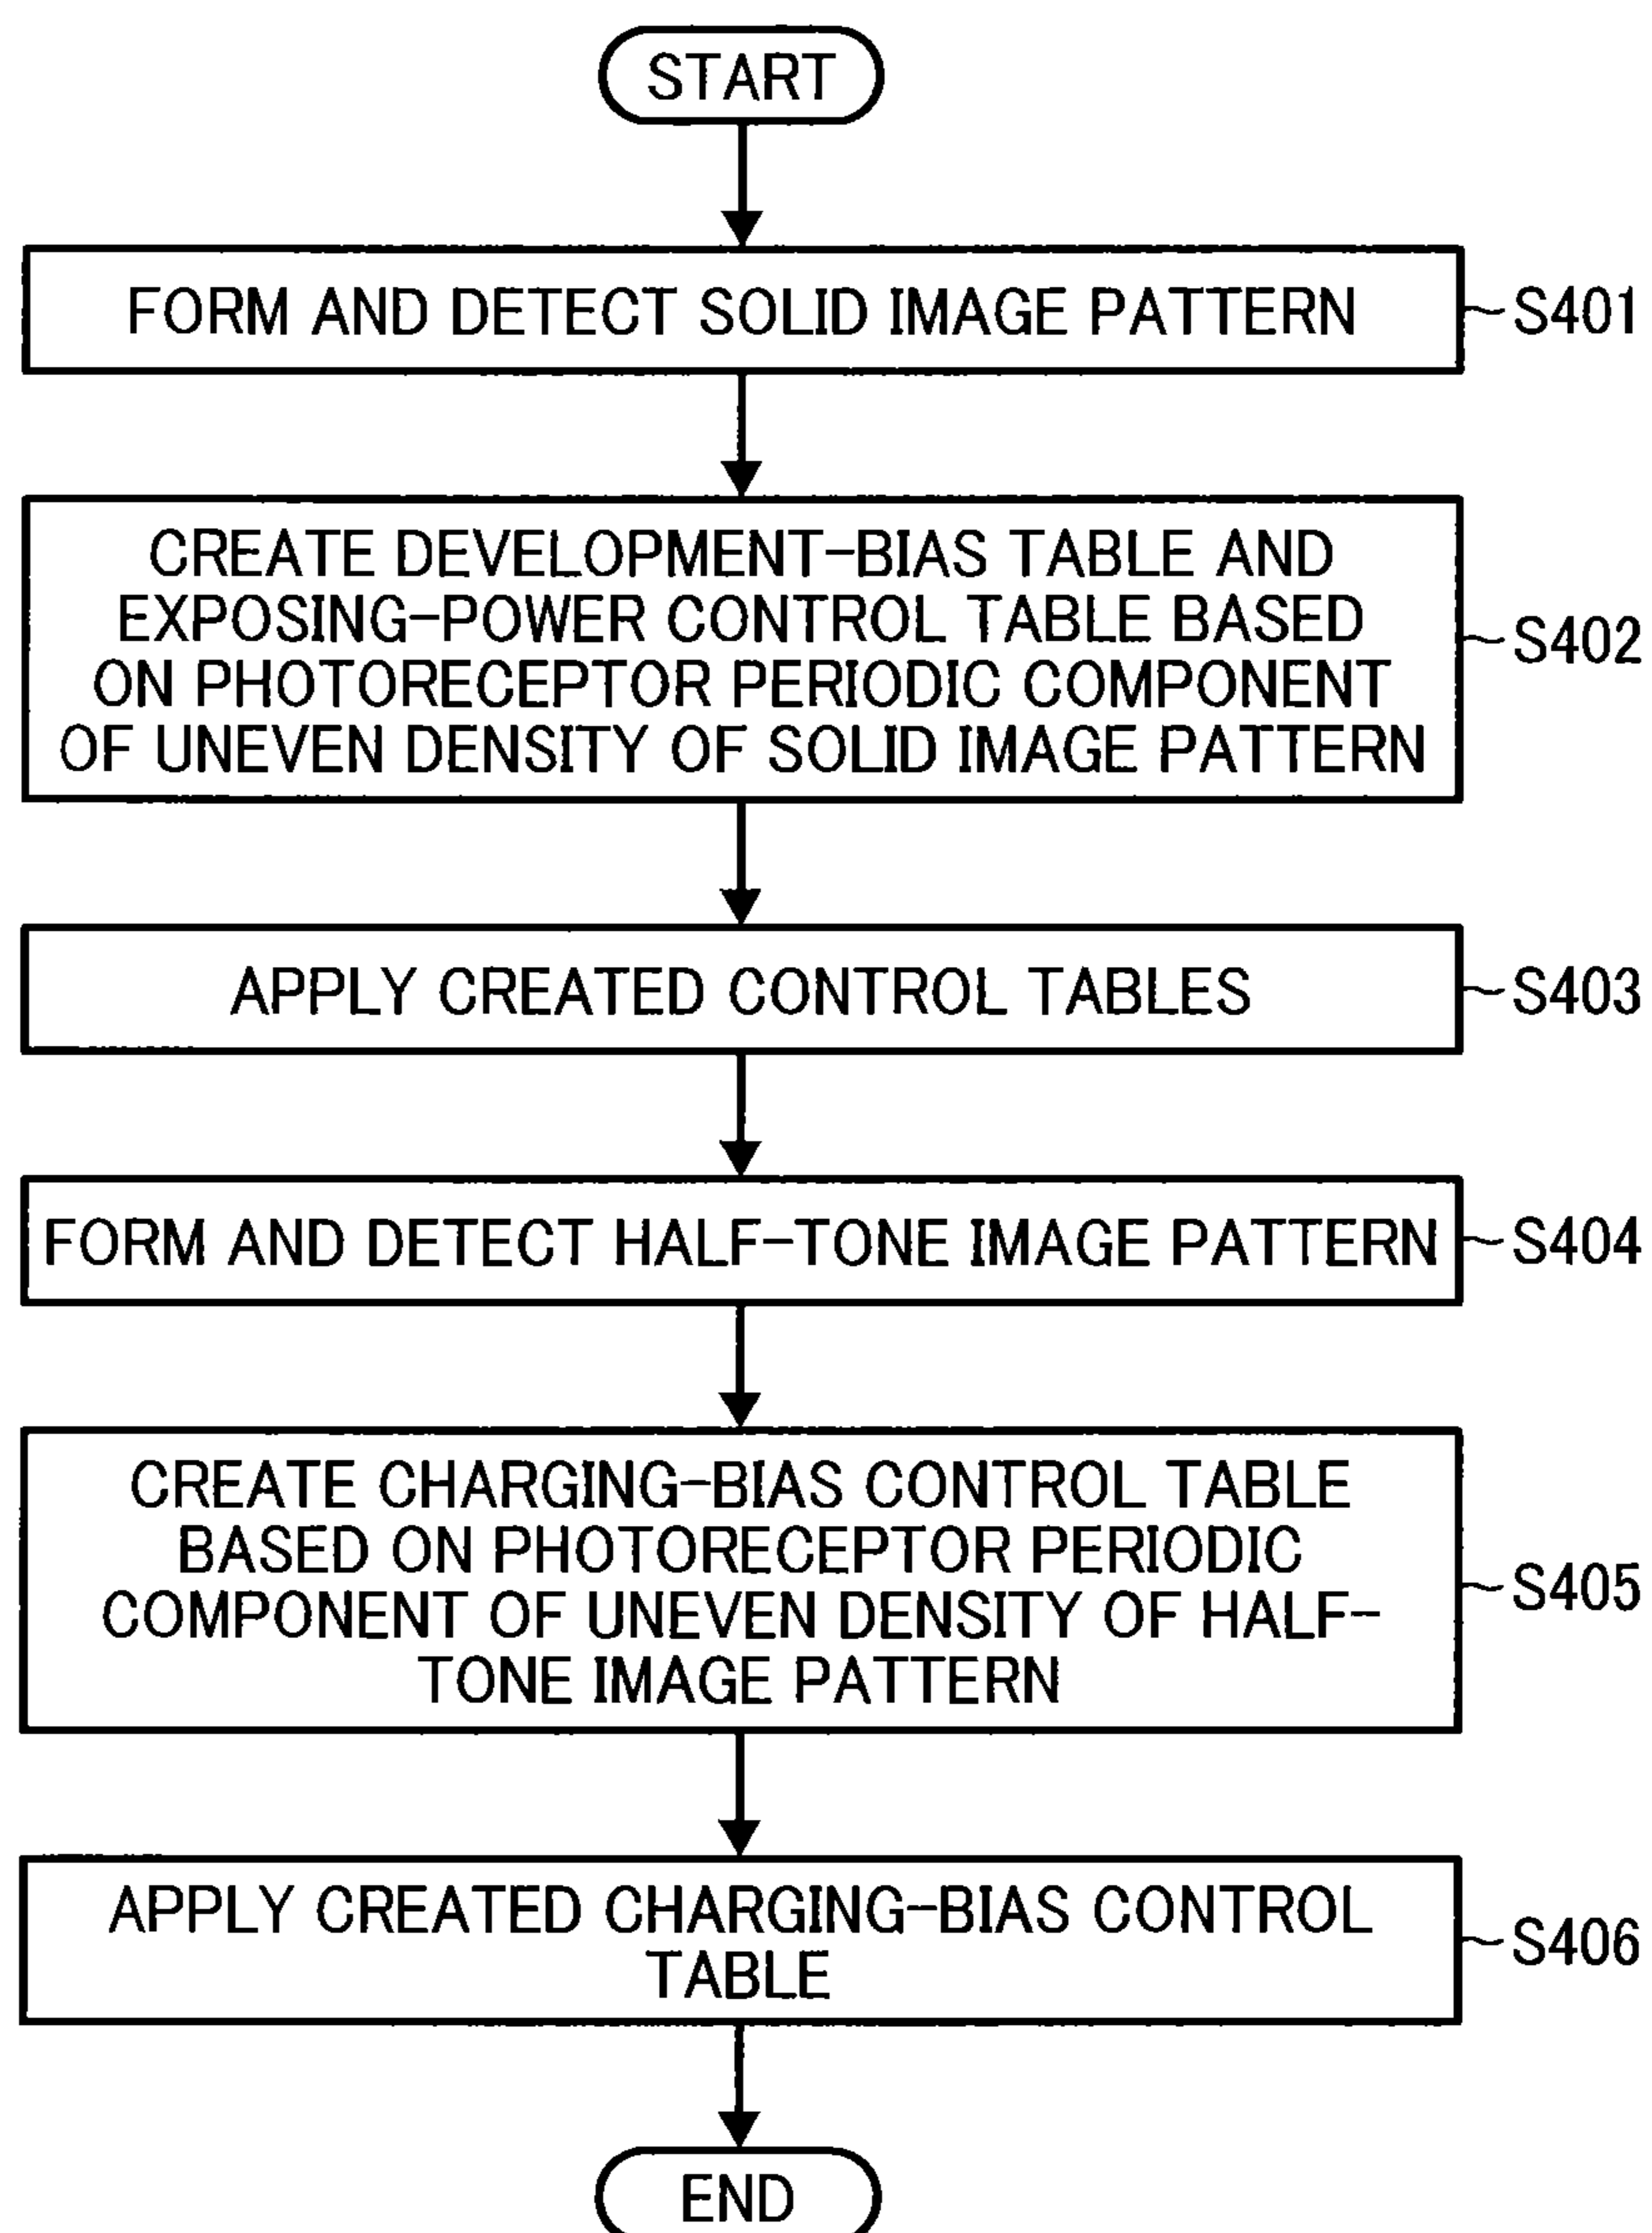 START
FORM AND DETECT SOLID IMAGE PATTERN
S401
CREATE DEVELOPMENT-BIAS TABLE AND
EXPOSING-POWER CONTROL TABLE BASED
ON PHOTORECEPTOR PERIODIC COMPONENT
OF UNEVEN DENSITY OF SOLID IMAGE PATTERN
S402
APPLY CREATED CONTROL TABLES
S403
FORM AND DETECT HALF-TONE IMAGE PATTERN
S404
CREATE CHARGING-BIAS CONTROL TABLE
BASED ON PHOTORECEPTOR PERIODIC
COMPONENT OF UNEVEN DENSITY OF HALF-
TONE IMAGE PATTERN
S405
APPLY CREATED CHARGING-BIAS CONTROL
TABLE
S406
END